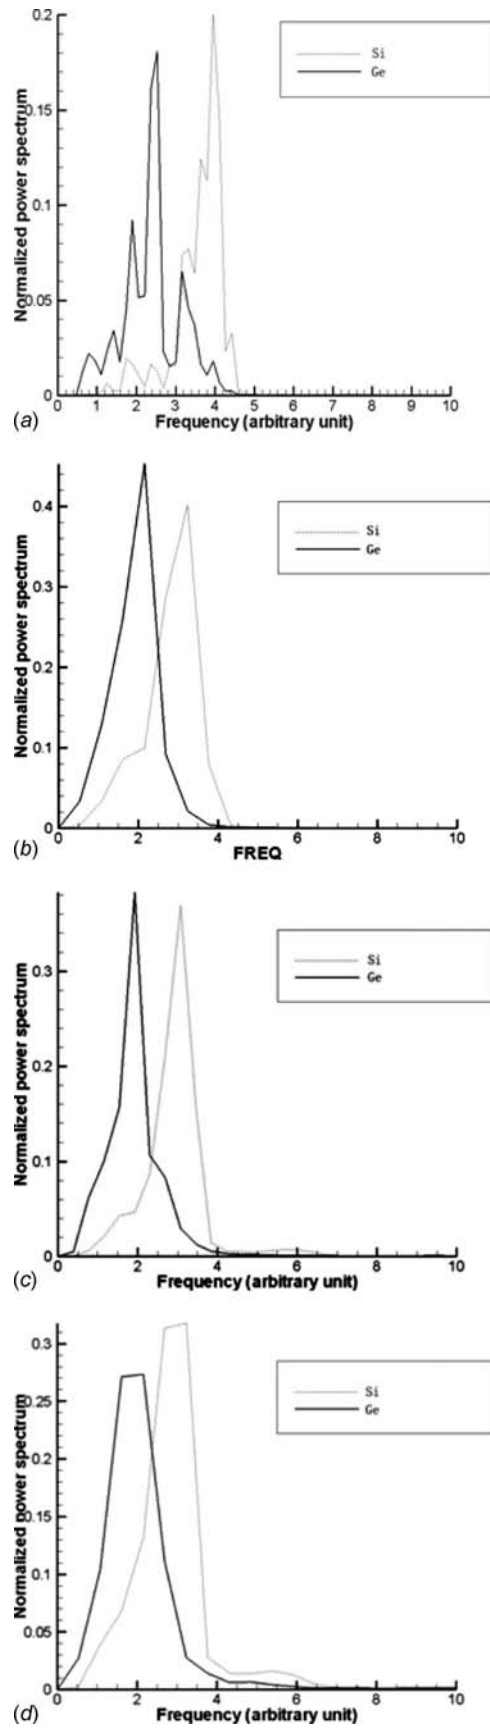 Normalized power spectrum
0.2
0.15
0.1
0.05
0
Si
Ge
0 1 2 3 4 5 6 7 8 9 10
Frequency (arbitrary unit)
(a)
Normalized power spectrum
0.4
0.3
0.2
0.1
0
Si
Ge
0 2 4 6 8 10
FREQ
(b)
Normalized power spectrum
0.3
0.2
0.1
0
Si
Ge
0 2 4 6 8 10
Frequency (arbitrary unit)
(c)
Normalized power spectrum
0.3
0.25
0.2
0.15
0.1
0.05
0
Si
Ge
0 2 4 6 8 10
Frequency (arbitrary unit)
(d)